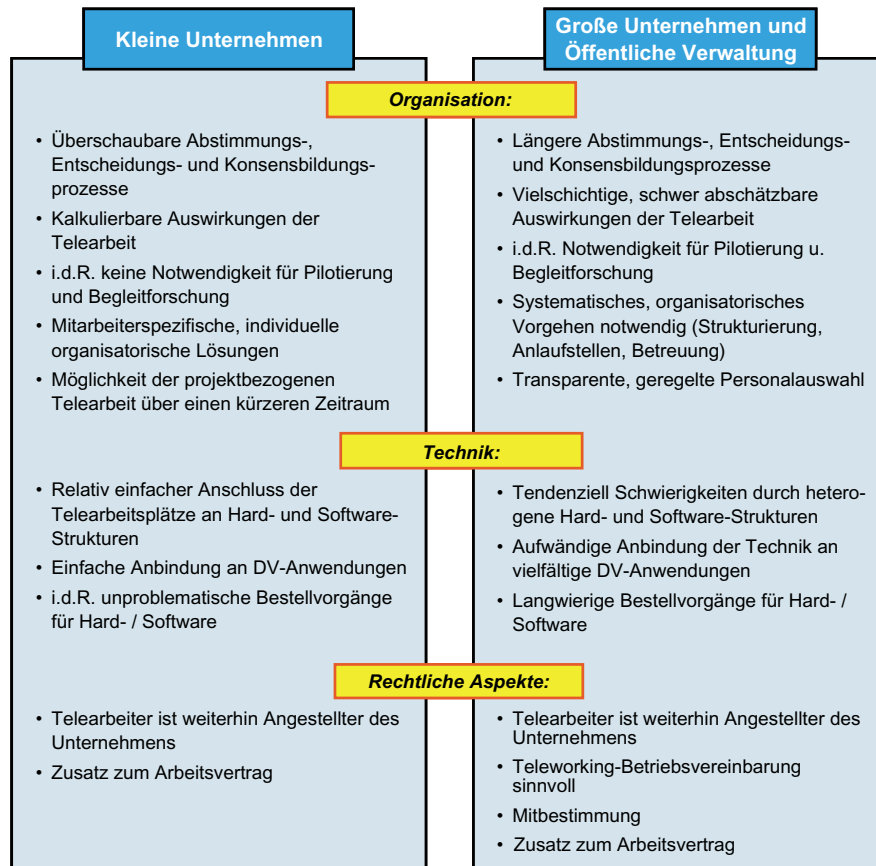 Kleine Unternehmen
Große Unternehmen und
Öffentliche Verwaltung
Organisation:
• Überschaubare Abstimmungs-,
Entscheidungs- und Konsensbildungs-
prozesse
• Kalkulierbare Auswirkungen der
Telearbeit
• i.d.R. keine Notwendigkeit für Pilotierung
und Begleitforschung
• Mitarbeiterspezifische, individuelle
organisatorische Lösungen
• Möglichkeit der projektbezogenen
Telearbeit über einen kürzeren Zeitraum
• Längere Abstimmungs-, Entscheidungs-
und Konsensbildungsprozesse
• Vielschichtige, schwer abschätzbare
Auswirkungen der Telearbeit
• i.d.R. Notwendigkeit für Pilotierung u.
Begleitforschung
• Systematisches, organisatorisches
Vorgehen notwendig (Strukturierung,
Anlaufstellen, Betreuung)
• Transparente, geregelte Personalauswahl
Technik:
• Relativ einfacher Anschluss der
Telearbeitsplätze an Hard- und Software-
Strukturen
• Einfache Anbindung an DV-Anwendungen
• i.d.R. unproblematische Bestellvorgänge
für Hard- / Software
• Tendenziell Schwierigkeiten durch hetero-
gene Hard- und Software-Strukturen
• Aufwändige Anbindung der Technik an
vielfältige DV-Anwendungen
• Langwierige Bestellvorgänge für Hard- /
Software
Rechtliche Aspekte:
• Telearbeiter ist weiterhin Angestellter des
Unternehmens
• Zusatz zum Arbeitsvertrag
• Telearbeiter ist weiterhin Angestellter des
Unternehmens
• Teleworking-Betriebsvereinbarung
sinnvoll
• Mitbestimmung
• Zusatz zum Arbeitsvertrag